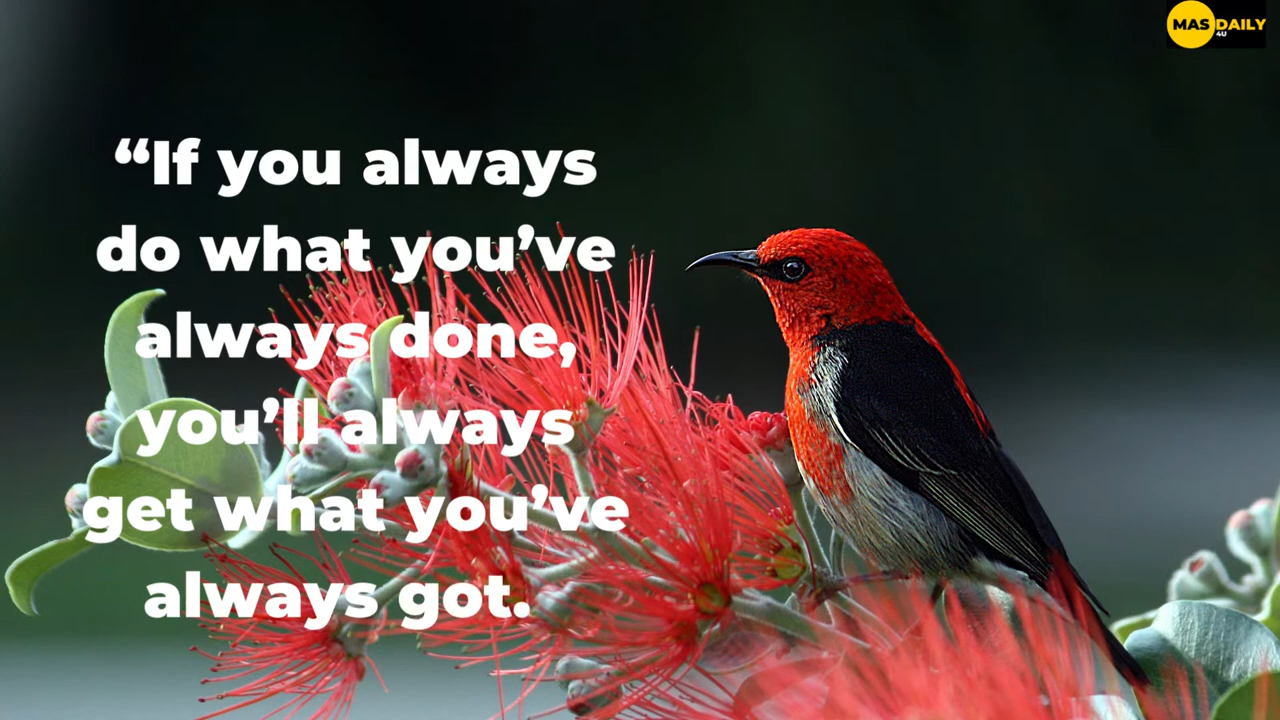 MAS DAILY
4U
“If you always
do what you’ve
always done,
you’ll always
get what you’ve
always got.